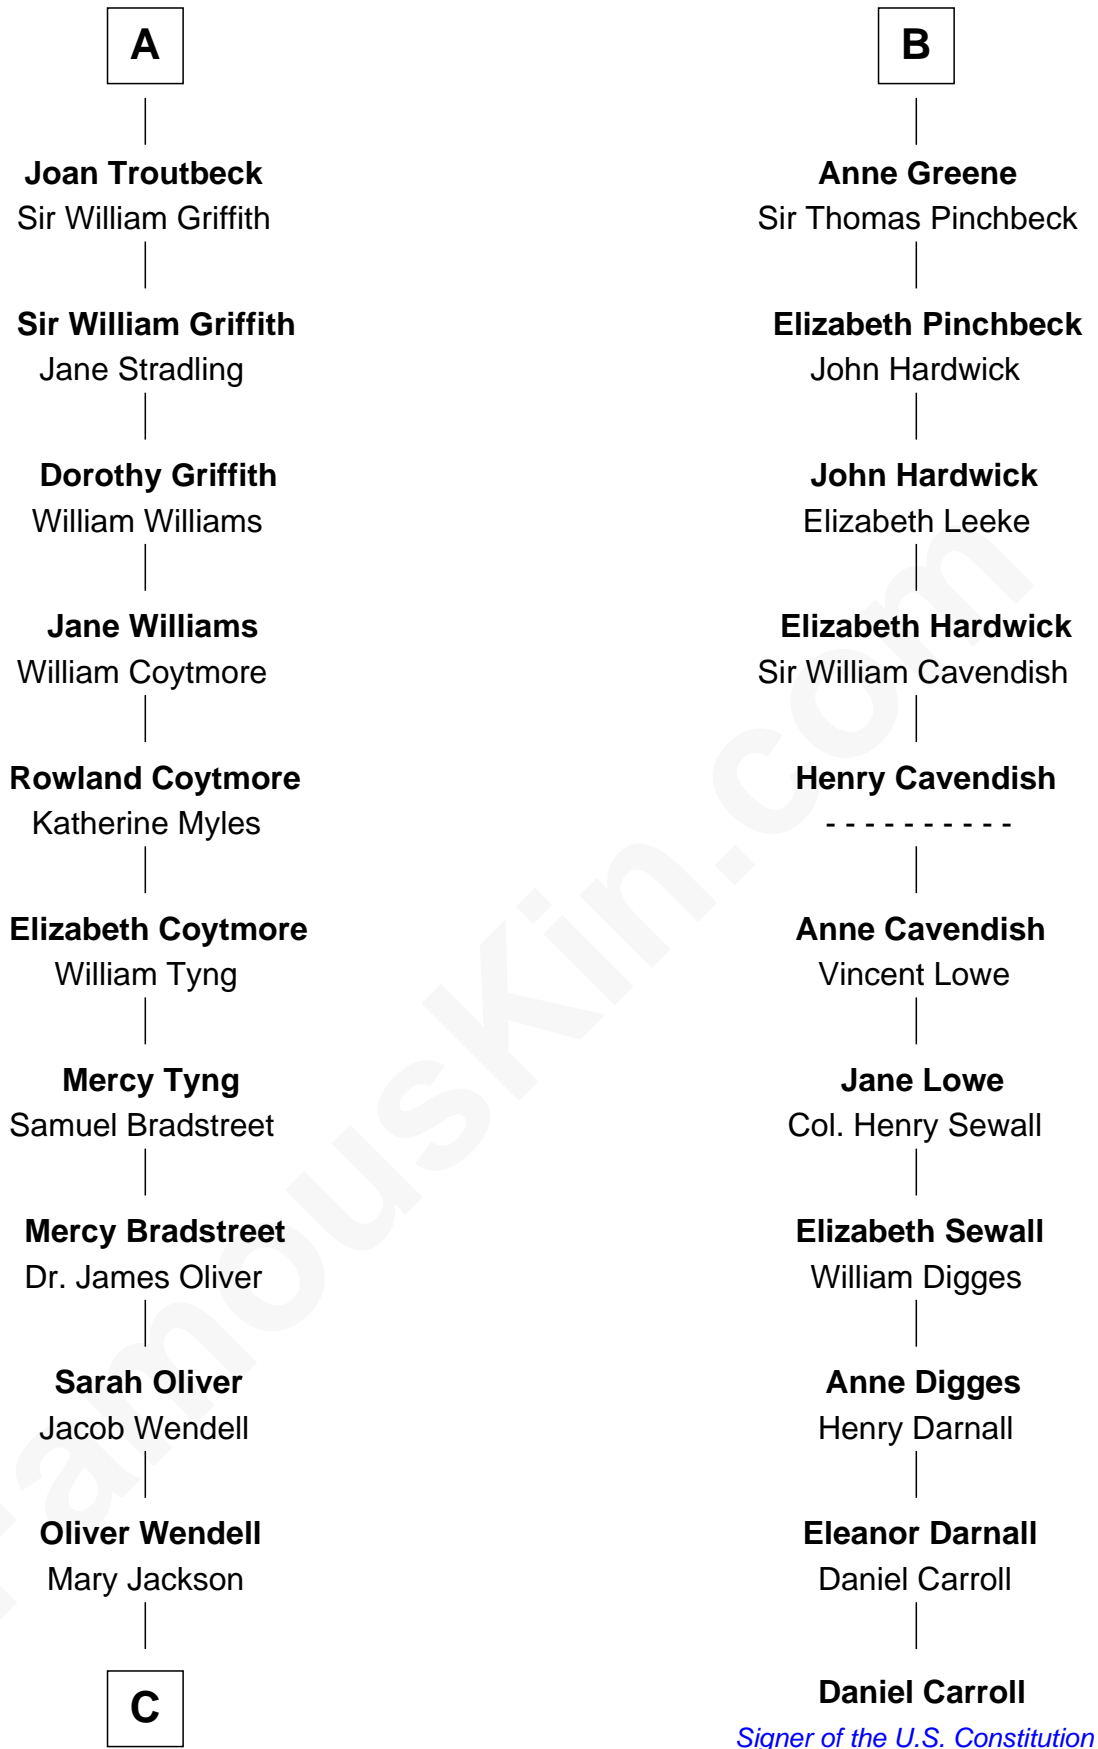 A
Joan Troutbeck
Sir William Griffith
Sir William Griffith
Jane Stradling
Dorothy Griffith
William Williams
Jane Williams
William Coytmore
Rowland Coytmore
Katherine Myles
Elizabeth Coytmore
William Tyng
Mercy Tyng
Samuel Bradstreet
Mercy Bradstreet
Dr. James Oliver
Sarah Oliver
Jacob Wendell
Oliver Wendell
Mary Jackson
C
B
Anne Greene
Sir Thomas Pinchbeck
Elizabeth Pinchbeck
John Hardwick
John Hardwick
Elizabeth Leeke
Elizabeth Hardwick
Sir William Cavendish
Henry Cavendish
- - - - - - - - - -
Anne Cavendish
Vincent Lowe
Jane Lowe
Col. Henry Sewall
Elizabeth Sewall
William Digges
Anne Digges
Henry Darnall
Eleanor Darnall
Daniel Carroll
Daniel Carroll
Signer of the U.S. Constitution
FamousKin.com